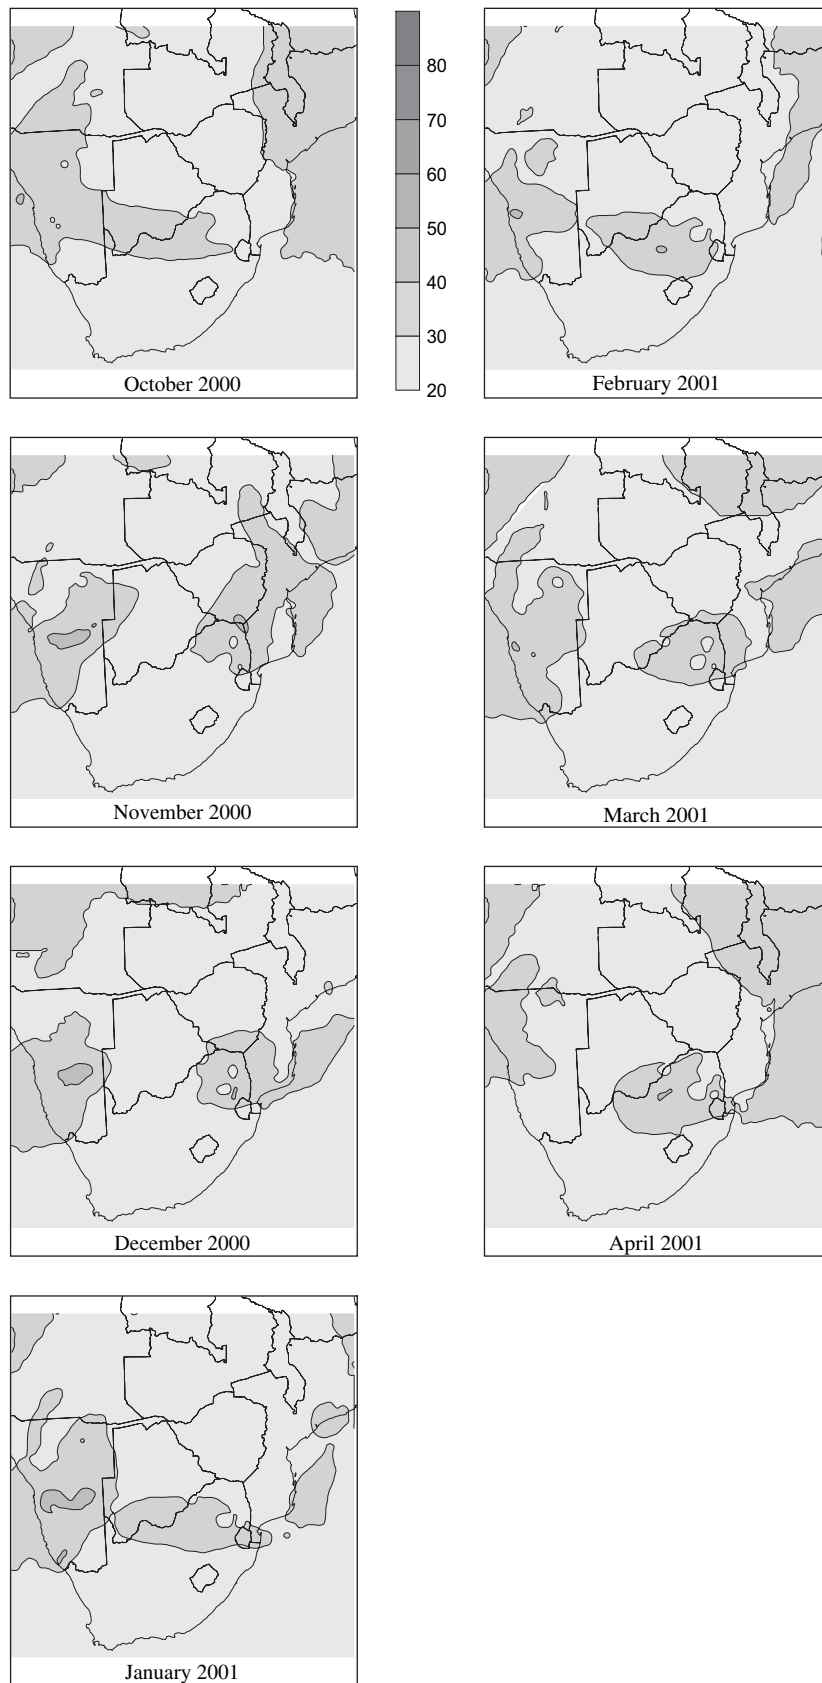 October 2000
80
70
60
50
40
30
20
February 2001
November 2000
March 2001
December 2000
April 2001
January 2001